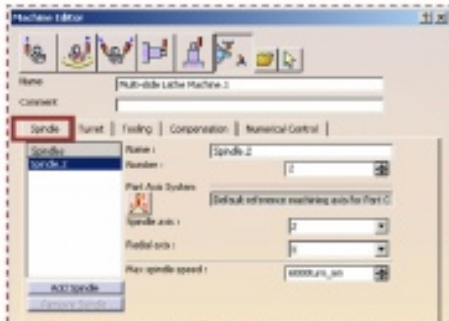 Machine Editor
Name
Multi-slide Lathe Machine.1
Comment
Spindle Turret Tooling Compensation Numerical Control
Spindles
Spindle.2
Name :
Spindle.2
Number :
2
Part Axis System
Default reference machining axis for Part O
Spindle axis :
Radial axis :
Max spindle speed :
6000turn_mn
Add Spindle
Remove Spindle